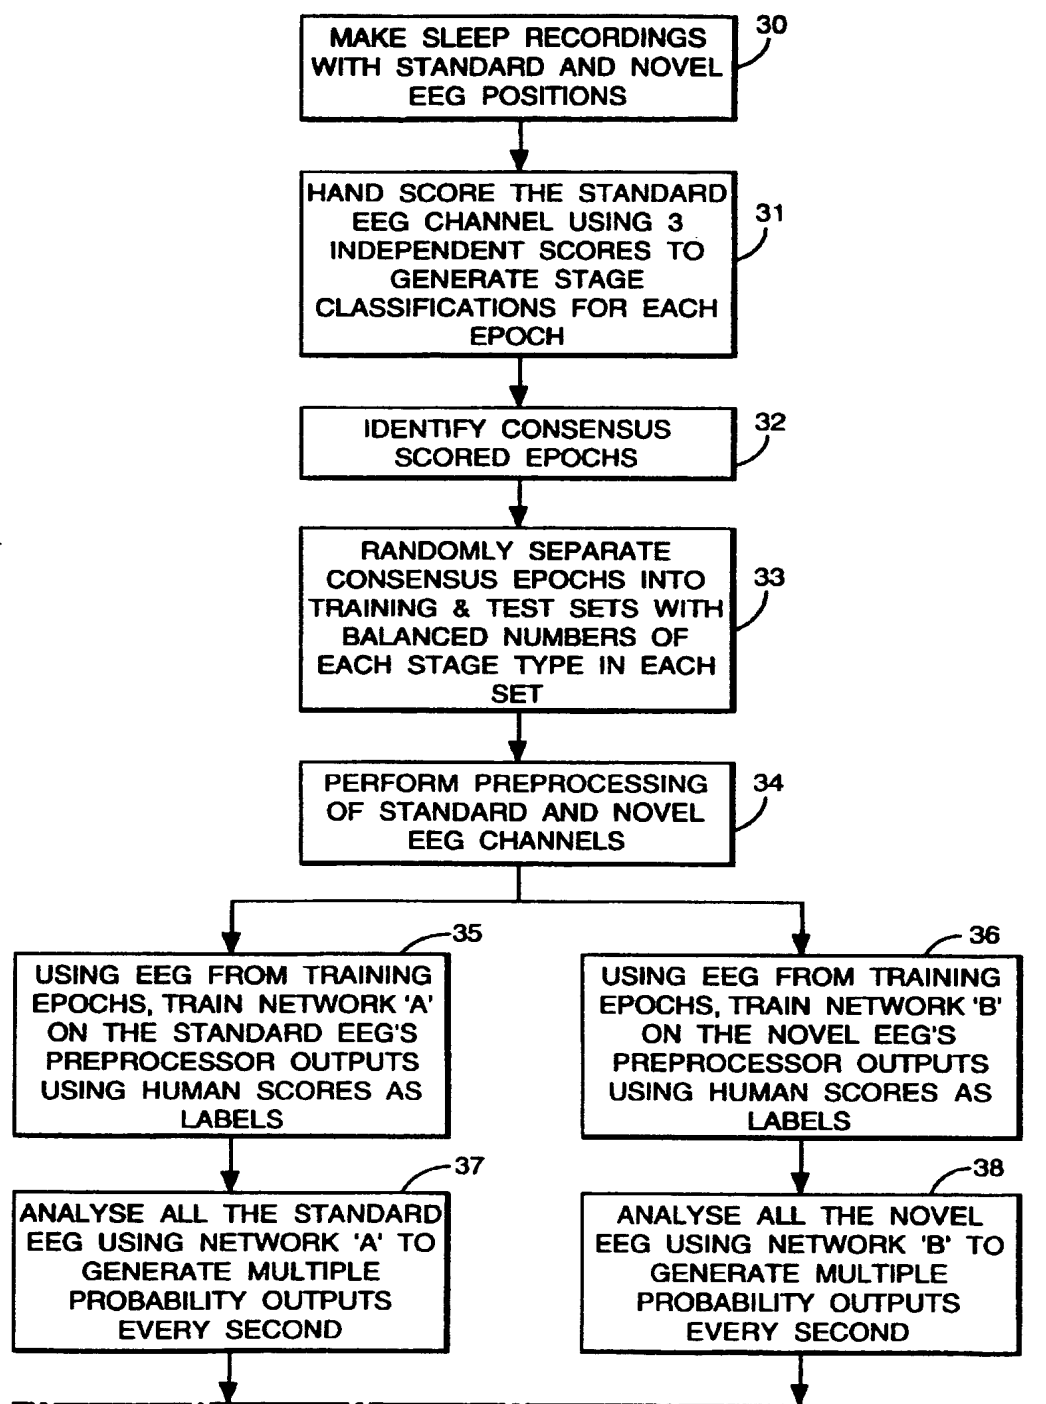 MAKE SLEEP RECORDINGS
WITH STANDARD AND NOVEL
EEG POSITIONS
30
HAND SCORE THE STANDARD
EEG CHANNEL USING 3
INDEPENDENT SCORES TO
GENERATE STAGE
CLASSIFICATIONS FOR EACH
EPOCH
31
IDENTIFY CONSENSUS
SCORED EPOCHS
32
RANDOMLY SEPARATE
CONSENSUS EPOCHS INTO
TRAINING & TEST SETS WITH
BALANCED NUMBERS OF
EACH STAGE TYPE IN EACH
SET
33
PERFORM PREPROCESSING
OF STANDARD AND NOVEL
EEG CHANNELS
34
35
USING EEG FROM TRAINING
EPOCHS, TRAIN NETWORK 'A'
ON THE STANDARD EEG'S
PREPROCESSOR OUTPUTS
USING HUMAN SCORES AS
LABELS
36
USING EEG FROM TRAINING
EPOCHS, TRAIN NETWORK 'B'
ON THE NOVEL EEG'S
PREPROCESSOR OUTPUTS
USING HUMAN SCORES AS
LABELS
37
ANALYSE ALL THE STANDARD
EEG USING NETWORK 'A' TO
GENERATE MULTIPLE
PROBABILITY OUTPUTS
EVERY SECOND
38
ANALYSE ALL THE NOVEL
EEG USING NETWORK 'B' TO
GENERATE MULTIPLE
PROBABILITY OUTPUTS
EVERY SECOND